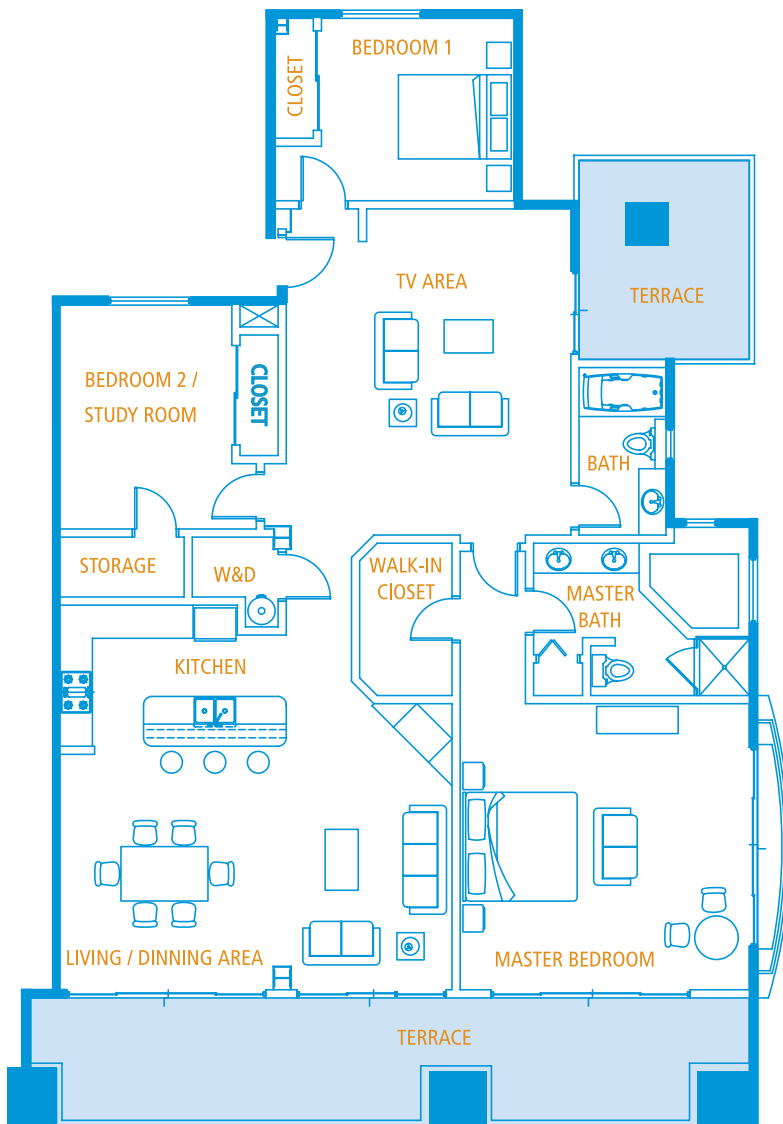 BEDROOM 1
CLOSET
TV AREA
TERRACE
BEDROOM 2 /
STUDY ROOM
CLOSET
BATH
STORAGE
W&D
WALK-IN
ClOSET
MASTER
BATH
KITCHEN
LIVING / DINNING AREA
MASTER BEDROOM
TERRACE